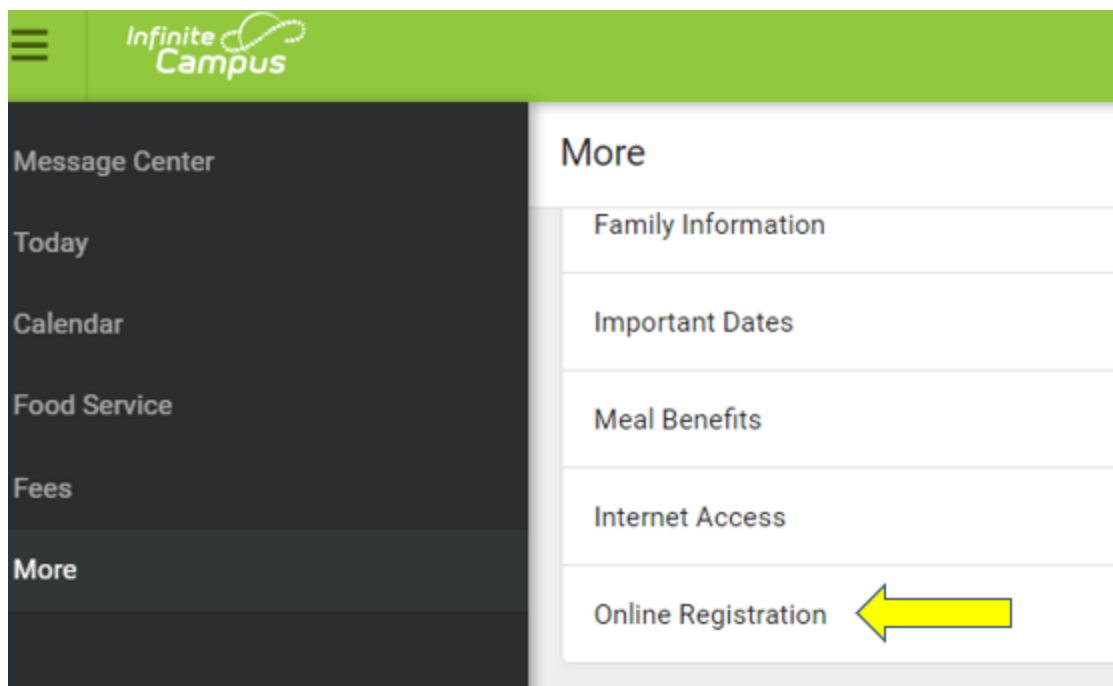 Infinite
Campus
Message Center
Today
Calendar
Food Service
Fees
More
More
Family Information
Important Dates
Meal Benefits
Internet Access
Online Registration